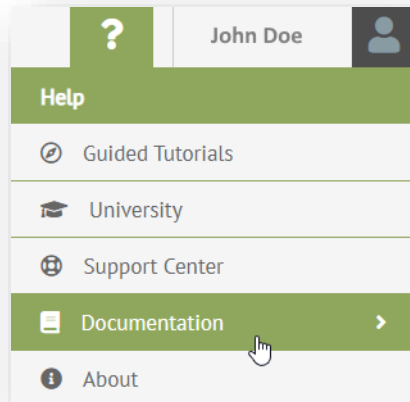 ?
John Doe
Help
Guided Tutorials
University
Support Center
Documentation
About